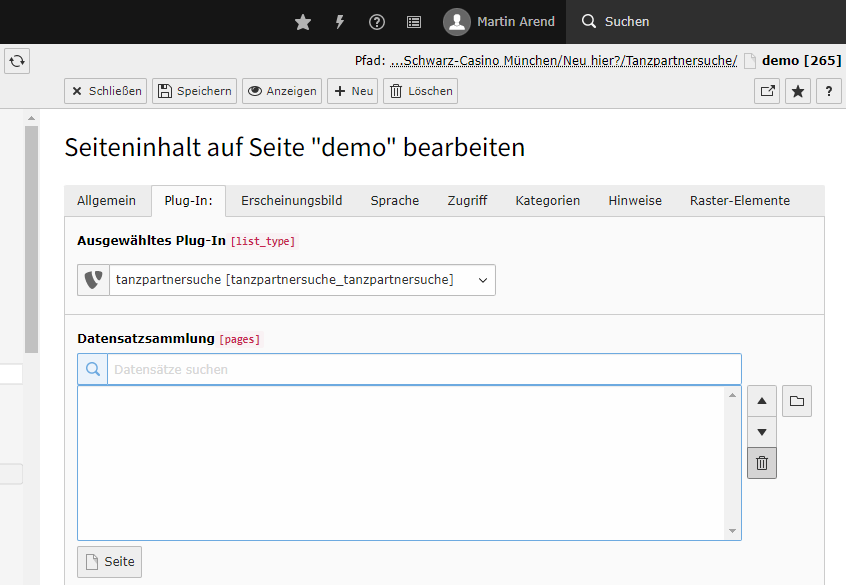 Martin Arend Suchen
Pfad: ...Schwarz-Casino München/Neu hier?/Tanzpartnersuche/ demo [265]
Schließen Speichern Anzeigen Neu Löschen ?
Seiteninhalt auf Seite "demo" bearbeiten
Allgemein Plug-In: Erscheinungsbild Sprache Zugriff Kategorien Hinweise Raster-Elemente
Ausgewähltes Plug-In [list_type]
tanzpartnersuche [tanzpartnersuche_tanzpartnersuche]
Datensatzsammlung [pages]
Datensätze suchen
Seite